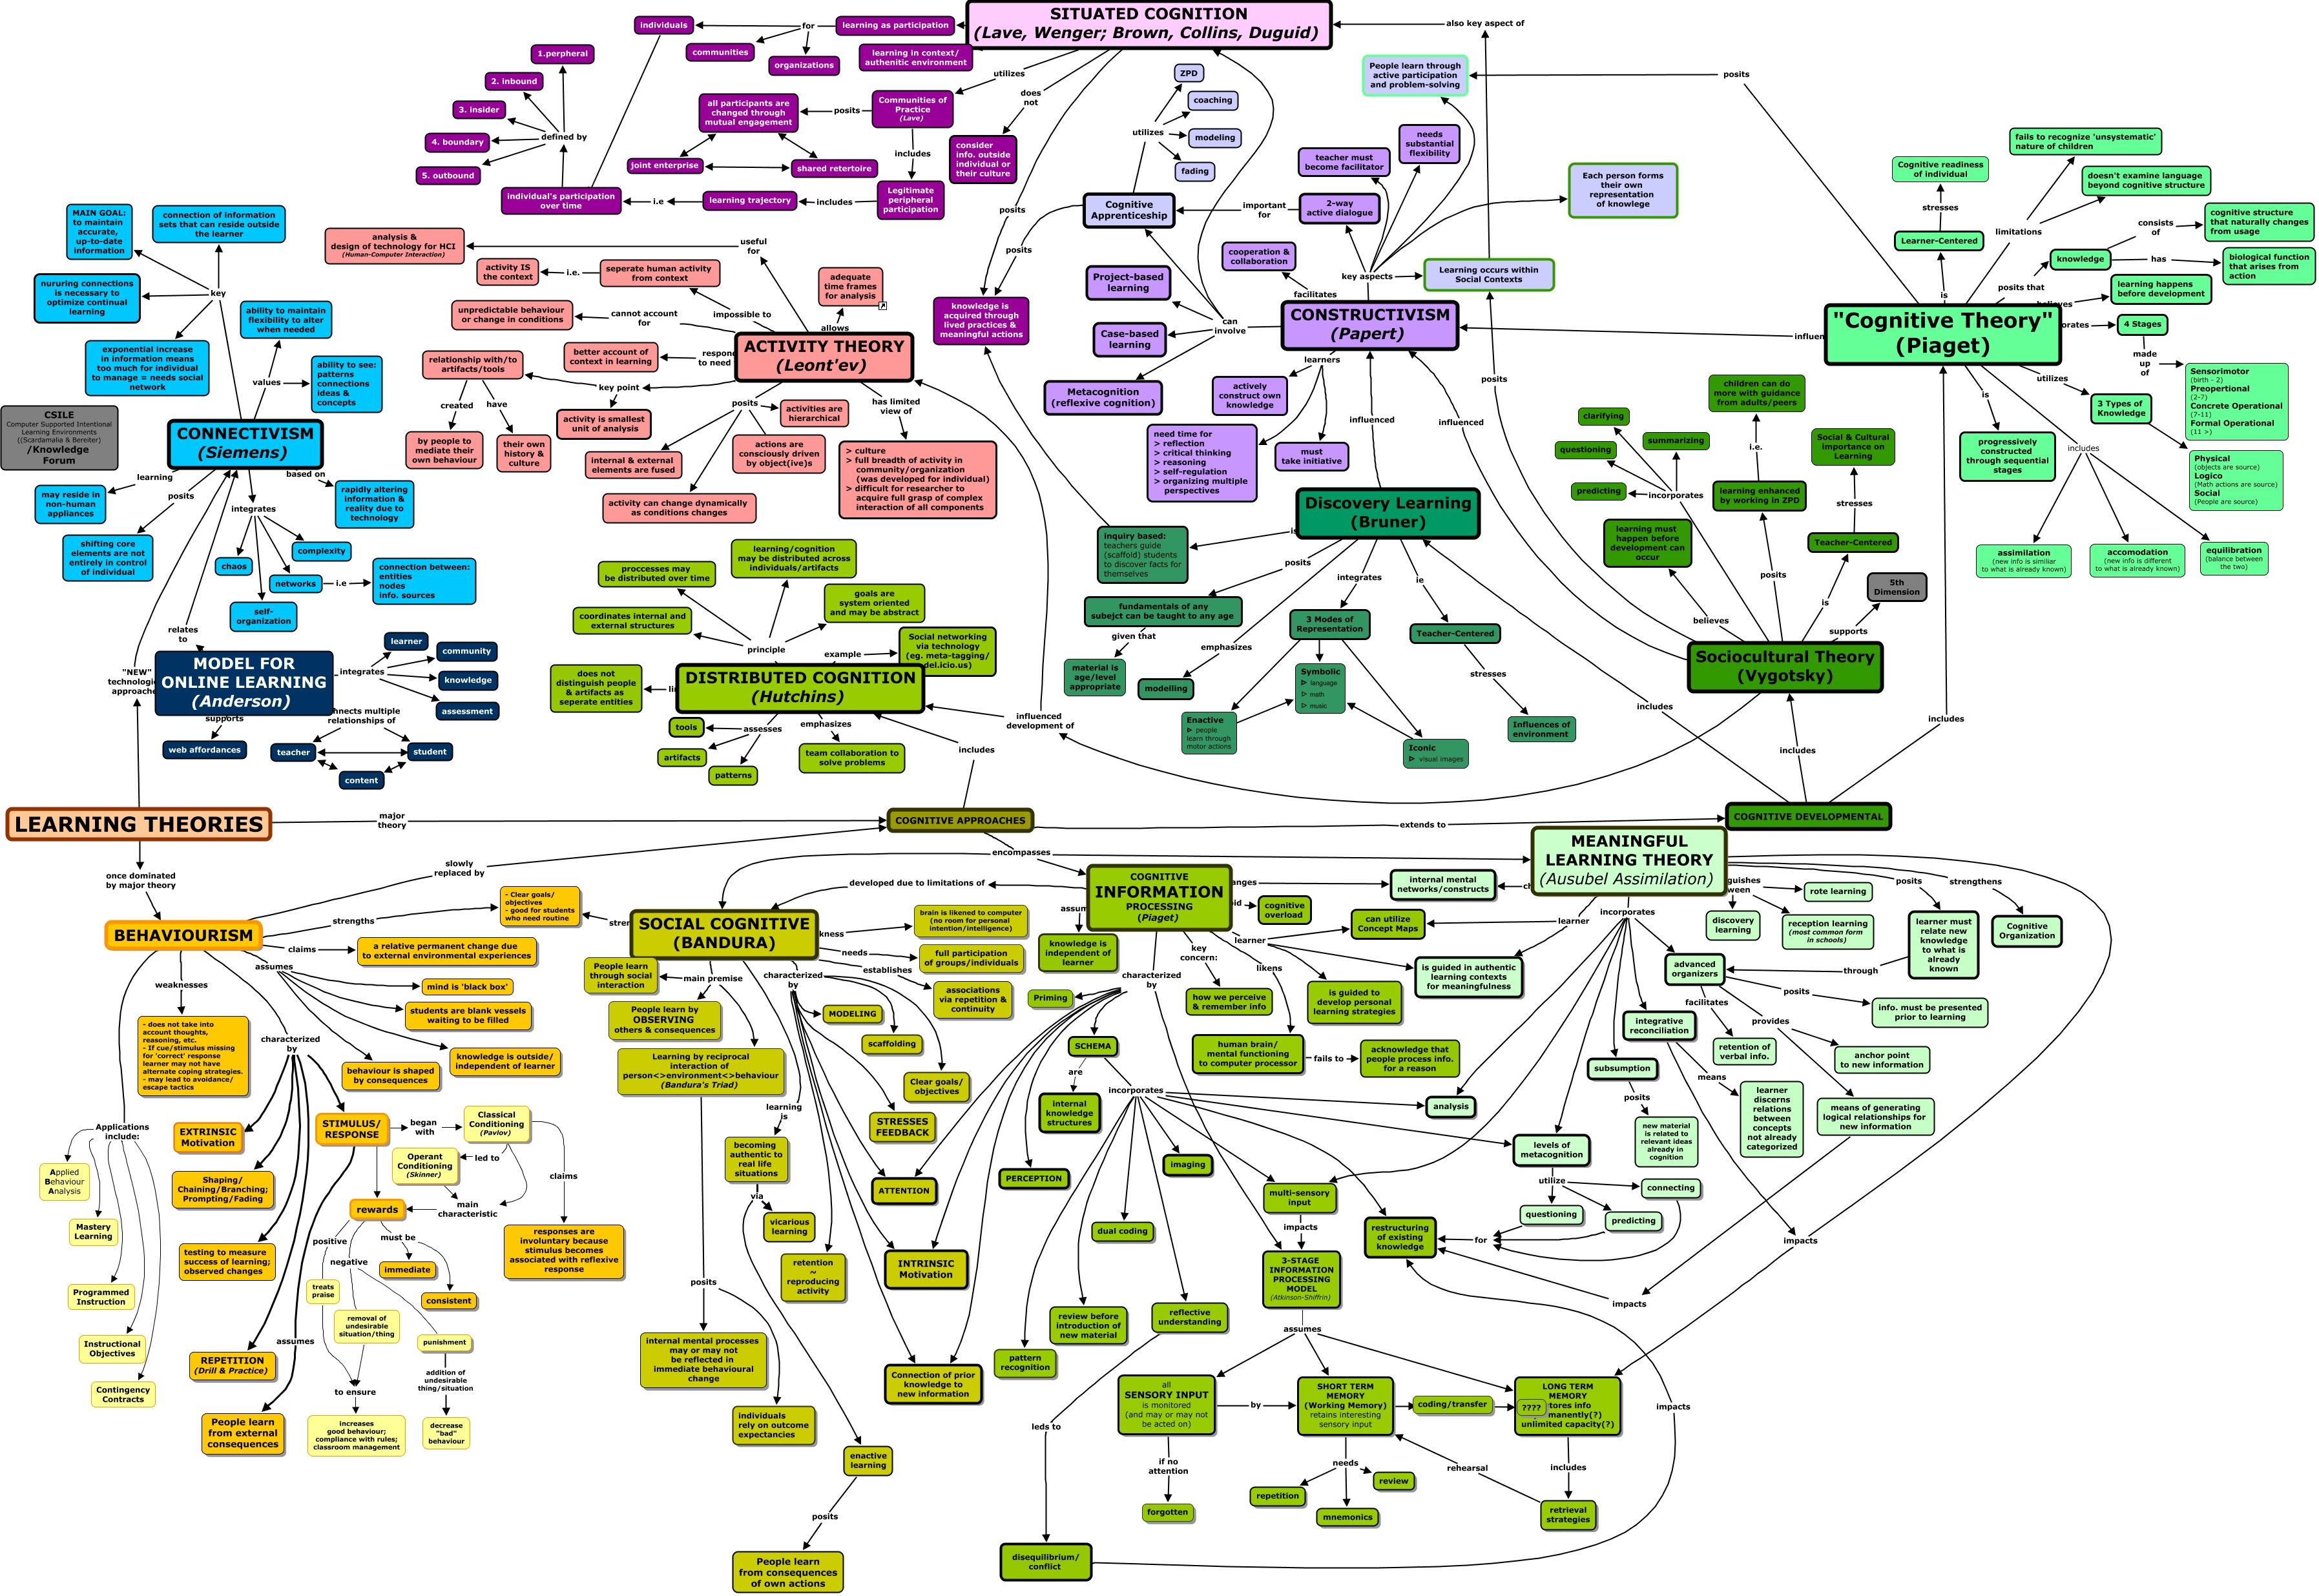 SITUATED COGNITION
(Lave, Wenger; Brown, Collins, Duguid)
also key aspect of
individuals
for
learning as participation
communities
organizations
learning in context/
authenitic environment
1.perpheral
2. inbound
3. insider
4. boundary
5. outbound
defined by
individual's participation
over time
i.e
learning trajectory
includes
Legitimate
peripheral
participation
includes
all participants are
changed through
mutual engagement
posits
Communities of
Practice
(Lave)
joint enterprise
shared retertoire
utilizes
does
not
consider
info. outside
individual or
their culture
posits
posits
knowledge is
acquired through
lived practices &
meaningful actions
ZPD
coaching
utilizes
modeling
fading
Cognitive
Apprenticeship
important
for
2-way
active dialogue
teacher must
become facilitator
needs
substantial
flexibility
People learn through
active participation
and problem-solving
posits
Each person forms
their own
representation
of knowlege
cooperation &
collaboration
key aspects
Learning occurs within
Social Contexts
facilitates
Project-based
learning
Case-based
learning
can
involve
Metacognition
(reflexive cognition)
CONSTRUCTIVISM
(Papert)
learners
actively
construct own
knowledge
need time for
> reflection
> critical thinking
> reasoning
> self-regulation
> organizing multiple
perspectives
must
take initiative
influenced
influenced
posits
fails to recognize 'unsystematic'
nature of children
Cognitive readiness
of individual
doesn't examine language
beyond cognitive structure
stresses
limitations
Learner-Centered
consists
of
cognitive structure
that naturally changes
from usage
knowledge
has
biological function
that arises from
action
is
posits that
learning happens
before development
"Cognitive Theory"
(Piaget)
4 Stages
made
up
of
Sensorimotor
(birth - 2)
Preopertional
(2-7)
Concrete Operational
(7-11)
Formal Operational
(11 >)
utilizes
3 Types of
Knowledge
is
progressively
constructed
through sequential
stages
includes
Physical
(objects are source)
Logico
(Math actions are source)
Social
(People are source)
assimilation
(new info is similiar
to what is already known)
accomodation
(new info is different
to what is already known)
equilibration
(balance between
the two)
MAIN GOAL:
to maintain
accurate,
up-to-date
information
connection of information
sets that can reside outside
the learner
nururing connections
is necessary to
optimize continual
learning
key
exponential increase
in information means
too much for individual
to manage = needs social
network
ability to maintain
flexibility to alter
when needed
values
ability to see:
patterns
connections
ideas &
concepts
CSILE
Computer Supported Intentional
Learning Environments
((Scardamalia & Bereiter)
/Knowledge
Forum
CONNECTIVISM
(Siemens)
learning
may reside in
non-human
appliances
posits
shifting core
elements are not
entirely in control
of individual
based on
rapidly altering
information &
reality due to
technology
integrates
chaos
complexity
networks
i.e
connection between:
entities
nodes
info. sources
self-
organization
relates
to
"NEW"
MODEL FOR
ONLINE LEARNING
(Anderson)
integrates
learner
community
knowledge
assessment
supports
web affordances
relationships of
teacher
student
content
analysis &
design of technology for HCI
(Human-Computer Interaction)
useful
for
activity IS
the context
i.e.
seperate human activity
from context
adequate
time frames
for analysis
unpredictable behaviour
or change in conditions
cannot account
for
impossible to
allows
better account of
context in learning
to need
ACTIVITY THEORY
(Leont'ev)
relationship with/to
artifacts/tools
key point
created
have
by people to
mediate their
own behaviour
their own
history &
culture
activity is smallest
unit of analysis
posits
activities are
hierarchical
internal & external
elements are fused
actions are
consciously driven
by object(ive)s
activity can change dynamically
as conditions changes
has limited
view of
> culture
> full breadth of activity in
community/organization
(was developed for individual)
> difficult for researcher to
acquire full grasp of complex
interaction of all components
proccesses may
be distributed over time
learning/cognition
may be distributed across
individuals/artifacts
coordinates internal and
external structures
goals are
system oriented
and may be abstract
principle
example
Social networking
via technology
(eg. meta-tagging/
del.icio.us)
does not
distinguish people
& artifacts as
seperate entities
DISTRIBUTED COGNITION
(Hutchins)
tools
assesses
artifacts
patterns
emphasizes
team collaboration to
solve problems
influenced
development of
includes
Discovery Learning
(Bruner)
inquiry based:
teachers guide
(scaffold) students
to discover facts for
themselves
posits
fundamentals of any
subejct can be taught to any age
given that
material is
age/level
appropriate
emphasizes
modelling
integrates
3 Modes of
Representation
Symbolic
language
math
music
Enactive
people
learn through
motor actions
Iconic
visual images
ie
Teacher-Centered
stresses
Influences of
environment
includes
clarifying
questioning
summarizing
predicting
incorporates
children can do
more with guidance
from adults/peers
i.e.
learning enhanced
by working in ZPD
posits
Social & Cultural
importance on
Learning
stresses
Teacher-Centered
is
learning must
happen before
development can
occur
believes
5th
Dimension
supports
Sociocultural Theory
(Vygotsky)
includes
includes
LEARNING THEORIES
major
theory
COGNITIVE APPROACHES
extends to
COGNITIVE DEVELOPMENTAL
once dominated
by major theory
slowly
replaced by
encompasses
BEHAVIOURISM
strengths
- Clear goals/
objectives
- good for students
who need routine
claims
a relative permanent change due
to external environmental experiences
assumes
mind is 'black box'
students are blank vessels
waiting to be filled
knowledge is outside/
independent of learner
behaviour is shaped
by consequences
weaknesses
- does not take into
account thoughts,
reasoning, etc.
- If cue/stimulus missing
for 'correct' response
learner may not have
alternate coping strategies.
- may lead to avoidance/
escape tactics
characterized
by
Applications
include:
Applied
Behaviour
Analysis
Mastery
Learning
Programmed
Instruction
Instructional
Objectives
Contingency
Contracts
EXTRINSIC
Motivation
Shaping/
Chaining/Branching;
Prompting/Fading
testing to measure
success of learning;
observed changes
REPETITION
(Drill & Practice)
assumes
People learn
from external
consequences
STIMULUS/
RESPONSE
began
with
Classical
Conditioning
(Pavlov)
Operant
Conditioning
(Skinner)
led to
claims
main
characteristic
rewards
responses are
involuntary because
stimulus becomes
associated with reflexive
response
positive
must be
negative
immediate
consistent
treats
praise
removal of
undesirable
situation/thing
punishment
addition of
undesirable
thing/situation
to ensure
increases
good behaviour;
compliance with rules;
classroom management
decrease
"bad"
behaviour
developed due to limitations of
SOCIAL COGNITIVE
(BANDURA)
brain is likened to computer
(no room for personal
intention/intelligence)
needs
full participation
of groups/individuals
establishes
associations
via repetition &
continuity
People learn
through social
interaction
main premise
People learn by
OBSERVING
others & consequences
Learning by reciprocal
interaction of
person<>environment<>behaviour
(Bandura's Triad)
characterized
by
MODELING
scaffolding
Clear goals/
objectives
STRESSES
FEEDBACK
ATTENTION
INTRINSIC
Motivation
Connection of prior
knowledge to
new information
learning
is
becoming
authentic to
real life
situations
via
vicarious
learning
retention
~
reproducing
activity
posits
internal mental processes
may or may not
be reflected in
immediate behavioural
change
individuals
rely on outcome
expectancies
enactive
learning
posits
People learn
from consequences
of own actions
COGNITIVE
INFORMATION
PROCESSING
(Piaget)
internal mental
networks/constructs
cognitive
overload
knowledge is
independent of
learner
can utilize
Concept Maps
learner
learner
key
concern:
characterized
by
how we perceive
& remember info
likens
is guided to
develop personal
learning strategies
is guided in authentic
learning contexts
for meaningfulness
Priming
SCHEMA
are
internal
knowledge
structures
human brain/
mental functioning
to computer processor
fails to
acknowledge that
people process info.
for a reason
incorporates
analysis
levels of
metacognition
PERCEPTION
imaging
dual coding
multi-sensory
input
impacts
3-STAGE
INFORMATION
PROCESSING
MODEL
(Atkinson-Shiffrin)
restructuring
of existing
knowledge
for
utilize
connecting
questioning
predicting
review before
introduction of
new material
reflective
understanding
pattern
recognition
assumes
all
SENSORY INPUT
is monitored
(and may or may not
be acted on)
by
SHORT TERM
MEMORY
(Working Memory)
retains interesting
sensory input
coding/transfer
????
LONG TERM
MEMORY
unlimited capacity(?)
if no
attention
forgotten
needs
repetition
mnemonics
review
rehearsal
includes
retrieval
strategies
leds to
disequilibrium/
conflict
impacts
MEANINGFUL
LEARNING THEORY
(Ausubel Assimilation)
incorporates
rote learning
discovery
learning
reception learning
(most common form
in schools)
posits
learner must
relate new
knowledge
to what is
already
known
strengthens
Cognitive
Organization
advanced
organizers
through
facilitates
posits
info. must be presented
prior to learning
provides
retention of
verbal info.
anchor point
to new information
means of generating
logical relationships for
new information
integrative
reconciliation
means
learner
discerns
relations
between
concepts
not already
categorized
subsumption
posits
new material
is related to
relevant ideas
already in
cognition
impacts
impacts